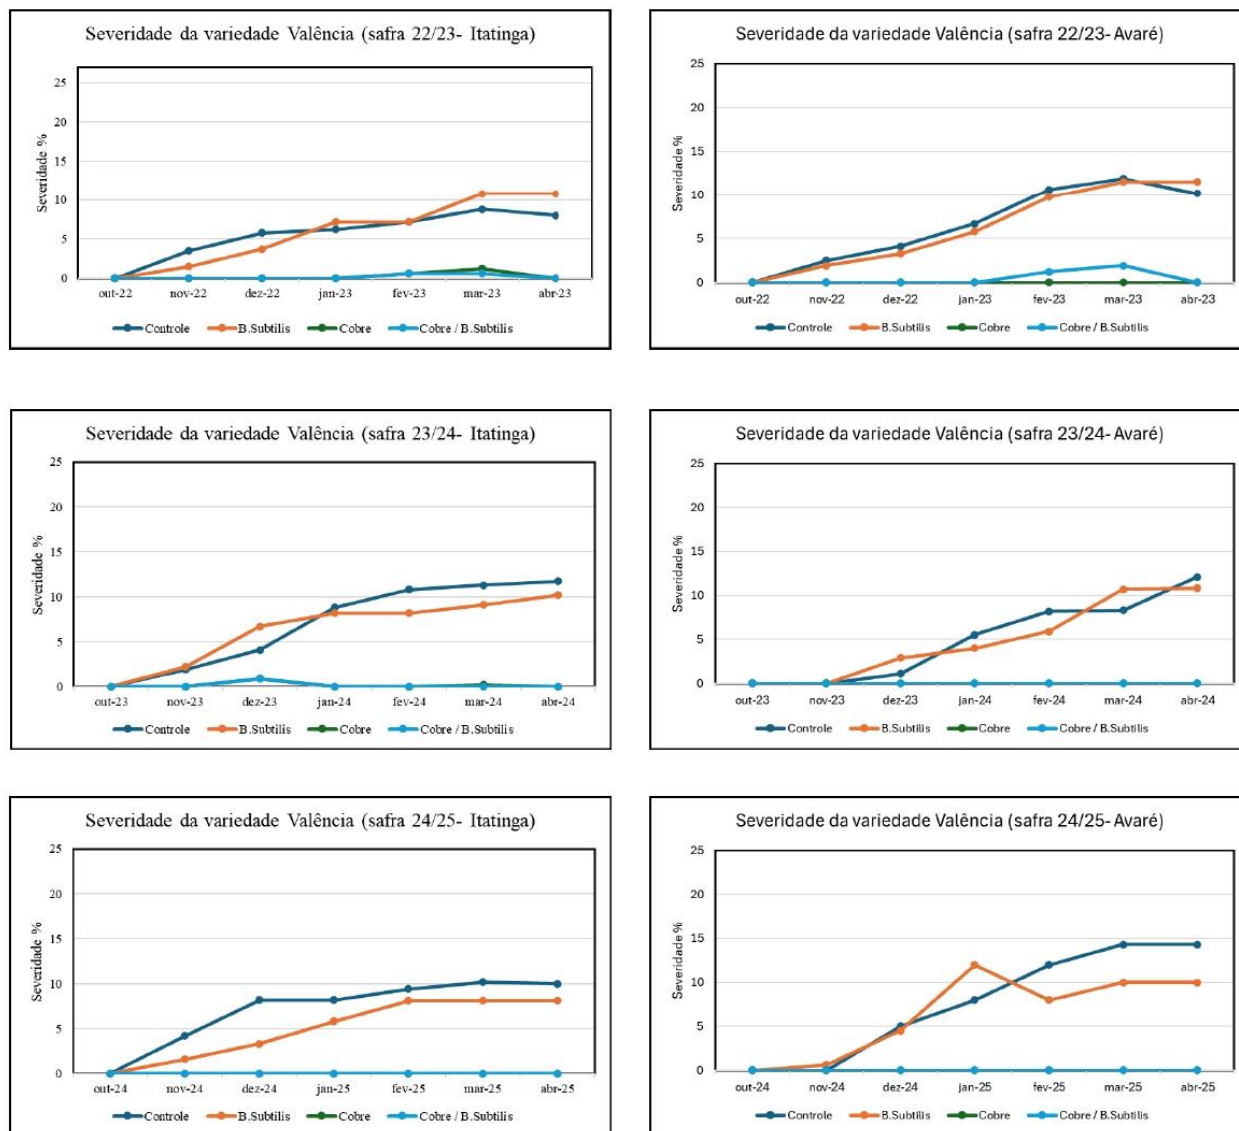 Severidade da variedade Valência (safra 22/23- Itatinga)
Severidade %
25
20
15
10
5
0
out-22 nov-22 dez-22 jan-23 fev-23 mar-23 abr-23
Controle B.Subtilis Cobre Cobre / B.Subtilis
Severidade da variedade Valência (safra 22/23- Avaré)
Severidade %
25
20
15
10
5
0
out-22 nov-22 dez-22 jan-23 fev-23 mar-23 abr-23
Controle B.Subtilis Cobre Cobre / B.Subtilis
Severidade da variedade Valência (safra 23/24- Itatinga)
Severidade %
25
20
15
10
5
0
out-23 nov-23 dez-23 jan-24 fev-24 mar-24 abr-24
Controle B.Subtilis Cobre Cobre / B.Subtilis
Severidade da variedade Valência (safra 23/24- Avaré)
Severidade %
25
20
15
10
5
0
out-23 nov-23 dez-23 jan-24 fev-24 mar-24 abr-24
Controle B.Subtilis Cobre Cobre / B.Subtilis
Severidade da variedade Valência (safra 24/25- Itatinga)
Severidade %
25
20
15
10
5
0
out-24 nov-24 dez-24 jan-25 fev-25 mar-25 abr-25
Controle B.Subtilis Cobre Cobre / B.Subtilis
Severidade da variedade Valência (safra 24/25- Avaré)
Severidade %
25
20
15
10
5
0
out-24 nov-24 dez-24 jan-25 fev-25 mar-25 abr-25
Controle B.Subtilis Cobre Cobre / B.Subtilis